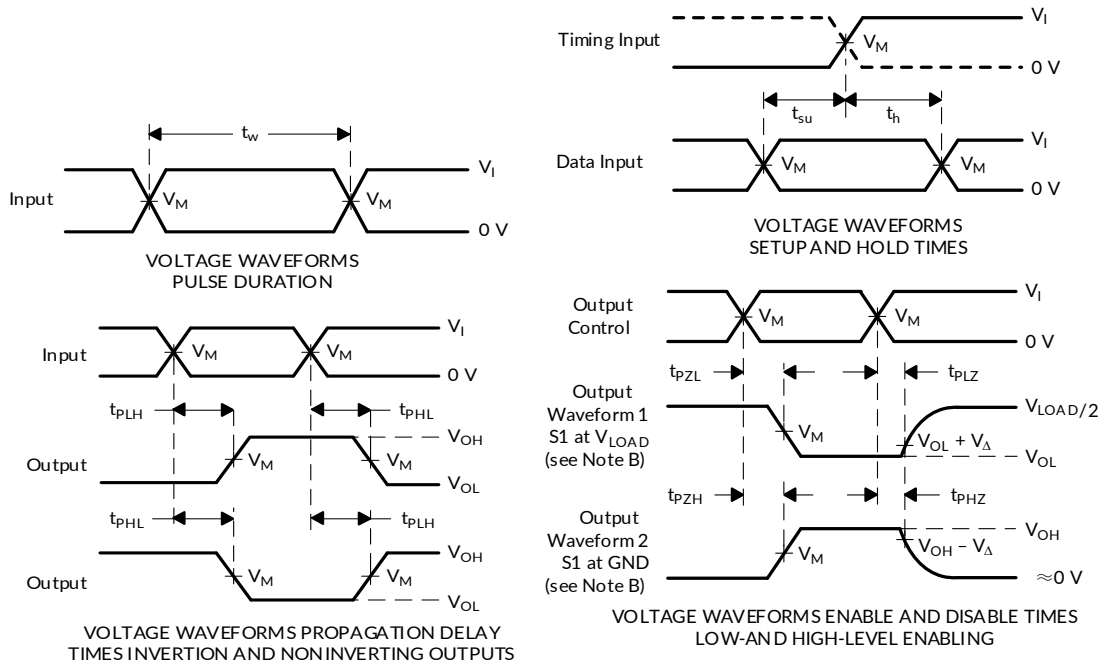 t_w
V_I
Input
V_M
V_M
0 V
VOLTAGE WAVEFORMS
PULSE DURATION
V_I
Timing Input
V_M
0 V
t_su
t_h
V_I
Data Input
V_M
V_M
0 V
VOLTAGE WAVEFORMS
SETUP AND HOLD TIMES
V_I
Input
V_M
V_M
0 V
t_PLH
t_PHL
V_OH
Output
V_M
V_M
V_OL
t_PHL
t_PLH
V_OH
Output
V_M
V_M
V_OL
VOLTAGE WAVEFORMS PROPAGATION DELAY
TIMES INVERTION AND NONINVERTING OUTPUTS
V_I
Output
Control
V_M
V_M
0 V
t_PZL
t_PLZ
Output
Waveform 1
S1 at V_LOAD
(see Note B)
V_LOAD/2
V_M
V_OL + V_Δ
V_OL
t_PZH
t_PHZ
Output
Waveform 2
S1 at GND
(see Note B)
V_OH
V_M
V_OH – V_Δ
≈0 V
VOLTAGE WAVEFORMS ENABLE AND DISABLE TIMES
LOW-AND HIGH-LEVEL ENABLING